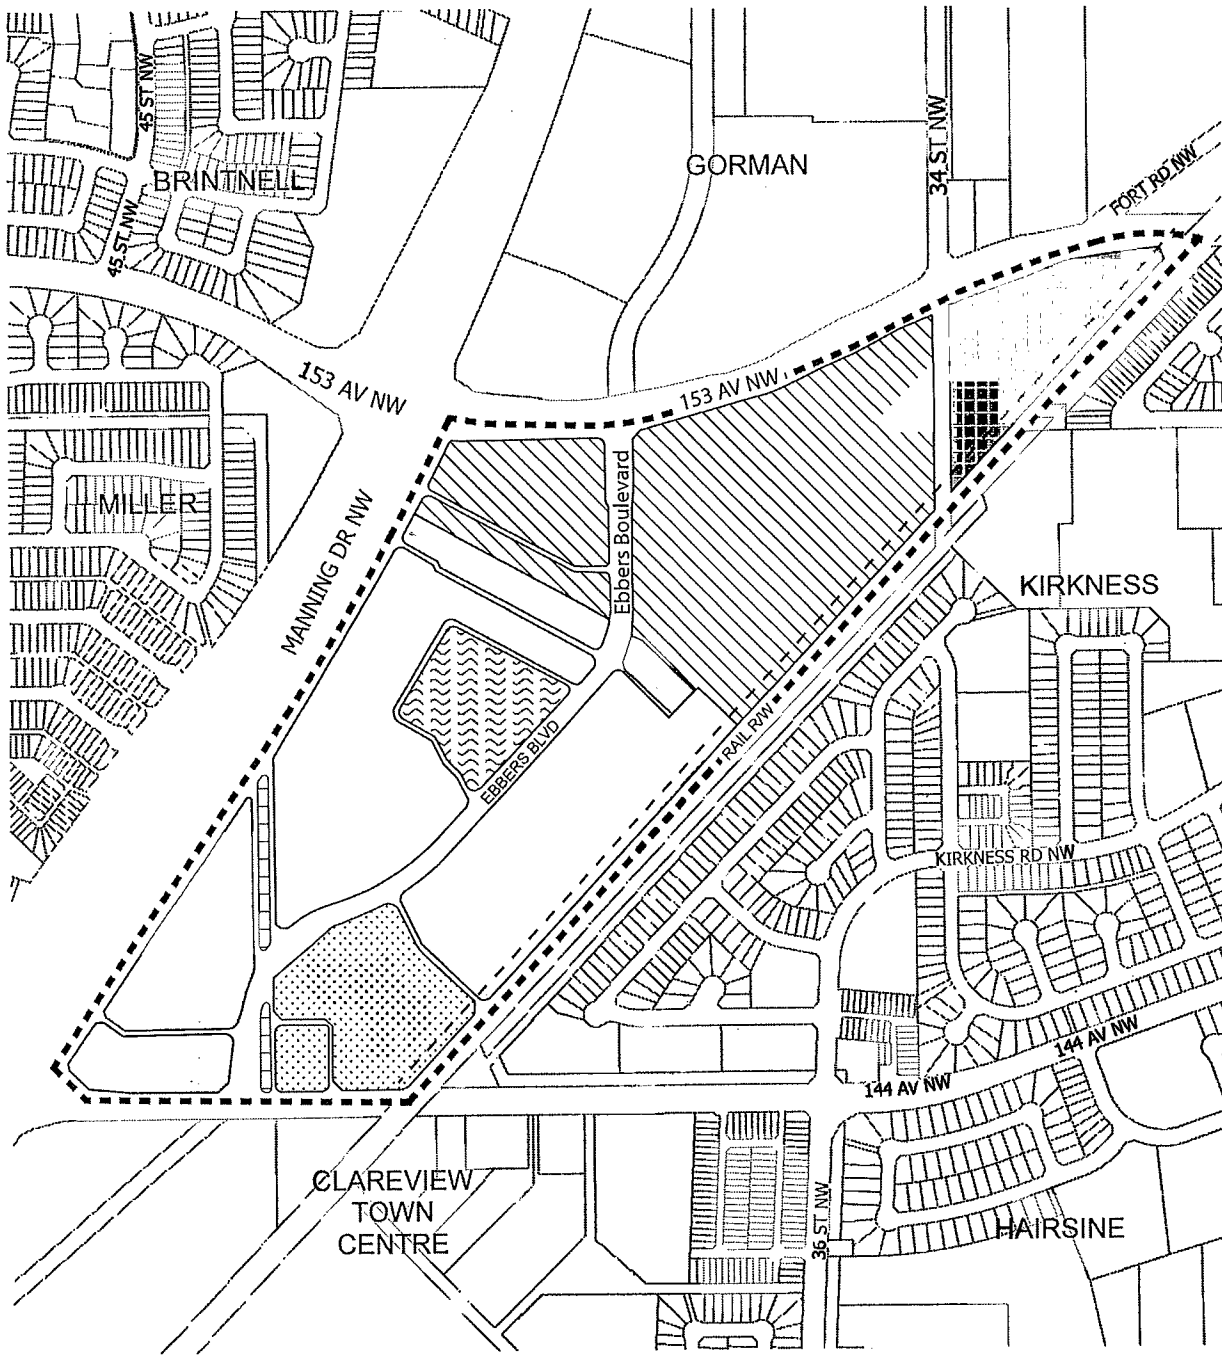 45 ST NW
BRINTNELL
45 ST NW
GORMAN
34 ST NW
FORT RD NW
153 AV NW
153 AV NW
MILLER
MANNING DR NW
Ebbers Boulevard
KIRKNESS
EBBERS BLVD
RAIL R/W
KIRKNESS RD NW
144 AV NW
144 AV NW
CLAREVIEW
TOWN
CENTRE
36 ST NW
HAIRSINE